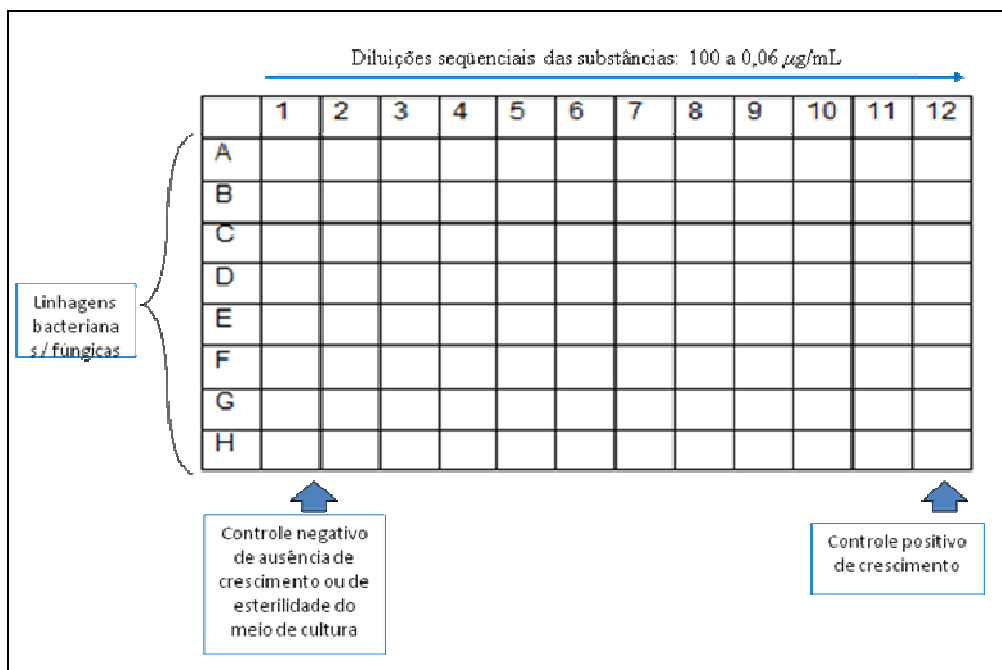 Diluições seqüenciais das substâncias: 100 a 0,06 µg/mL
1 2 3 4 5 6 7 8 9 10 11 12
A
B
C
D
E
F
G
H
Linhagens
bacteriana
s / fúngicas
Controle negativo
de ausência de
crescimento ou de
esterilidade do
meio de cultura
Controle positivo
de crescimento